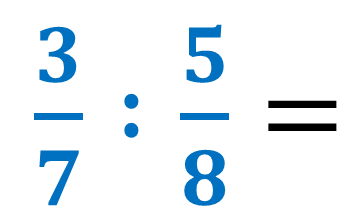 3/7 : 5/8 =